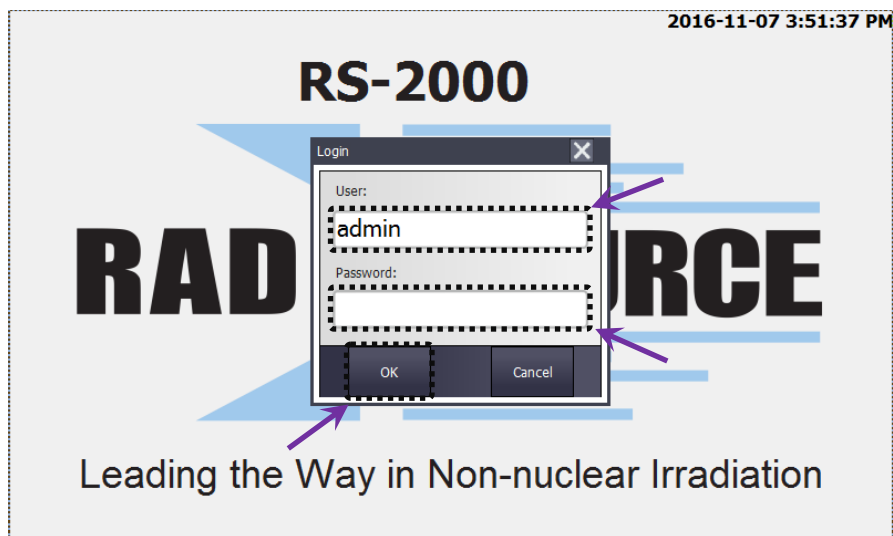 2016-11-07 3:51:37 PM
RS-2000
Login
User:
admin
RAD
RCE
Password:
OK
Cancel
Leading the Way in Non-nuclear Irradiation